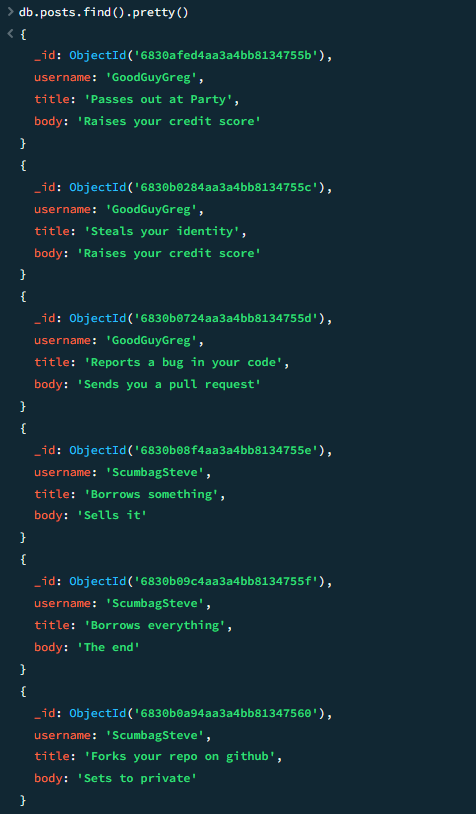 > db.posts.find().pretty()
< {
_id: ObjectId('6830afed4aa3a4bb8134755b'),
username: 'GoodGuyGreg',
title: 'Passes out at Party',
body: 'Raises your credit score'
}
{
_id: ObjectId('6830b0284aa3a4bb8134755c'),
username: 'GoodGuyGreg',
title: 'Steals your identity',
body: 'Raises your credit score'
}
{
_id: ObjectId('6830b0724aa3a4bb8134755d'),
username: 'GoodGuyGreg',
title: 'Reports a bug in your code',
body: 'Sends you a pull request'
}
{
_id: ObjectId('6830b08f4aa3a4bb8134755e'),
username: 'ScumbagSteve',
title: 'Borrows something',
body: 'Sells it'
}
{
_id: ObjectId('6830b09c4aa3a4bb8134755f'),
username: 'ScumbagSteve',
title: 'Borrows everything',
body: 'The end'
}
{
_id: ObjectId('6830b0a94aa3a4bb81347560'),
username: 'ScumbagSteve',
title: 'Forks your repo on github',
body: 'Sets to private'
}